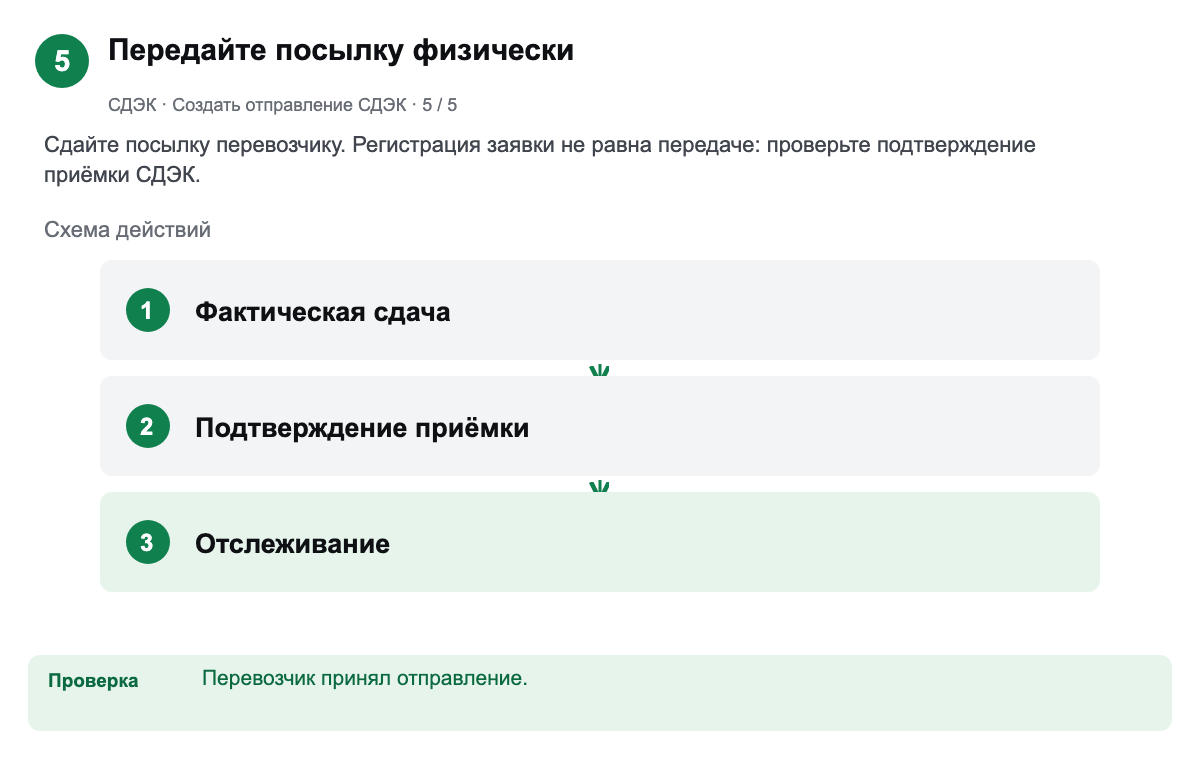 5
Передайте посылку физически
СДЭК · Создать отправление СДЭК · 5 / 5
Сдайте посылку перевозчику. Регистрация заявки не равна передаче: проверьте подтверждение
приёмки СДЭК.
Схема действий
1 Фактическая сдача
2 Подтверждение приёмки
3 Отслеживание
Проверка Перевозчик принял отправление.